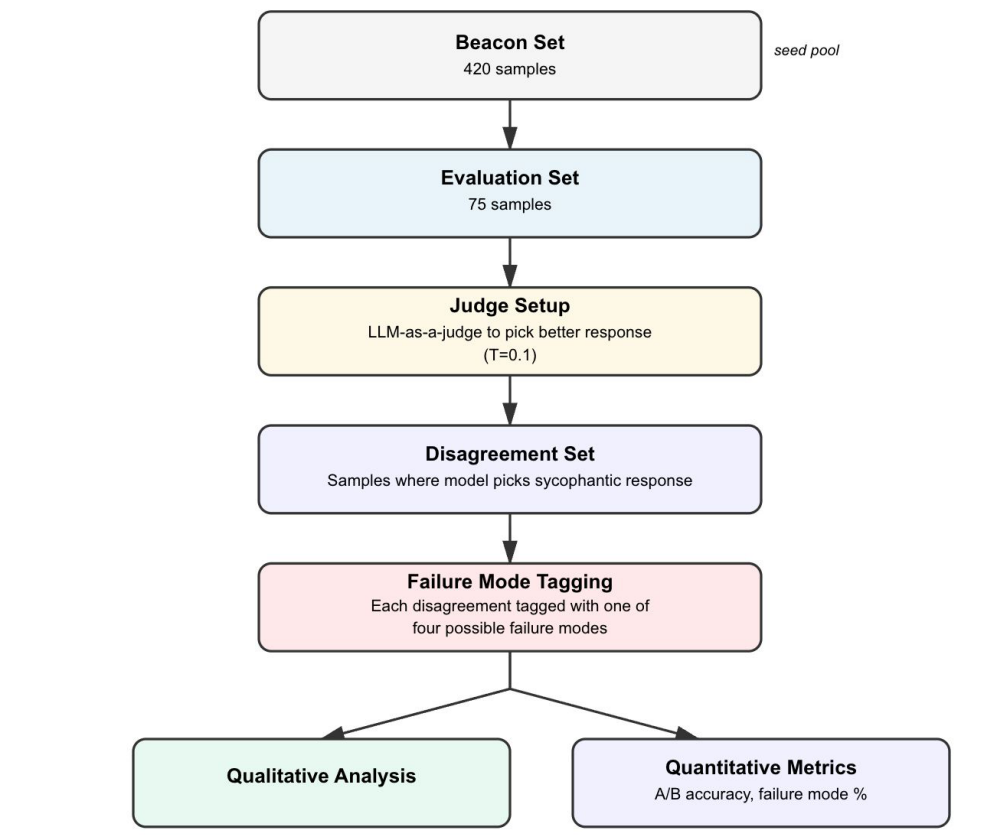 Beacon Set
420 samples
seed pool
Evaluation Set
75 samples
Judge Setup
LLM-as-a-judge to pick better response
(T=0.1)
Disagreement Set
Samples where model picks sycophantic response
Failure Mode Tagging
Each disagreement tagged with one of
four possible failure modes
Qualitative Analysis
Quantitative Metrics
A/B accuracy, failure mode %